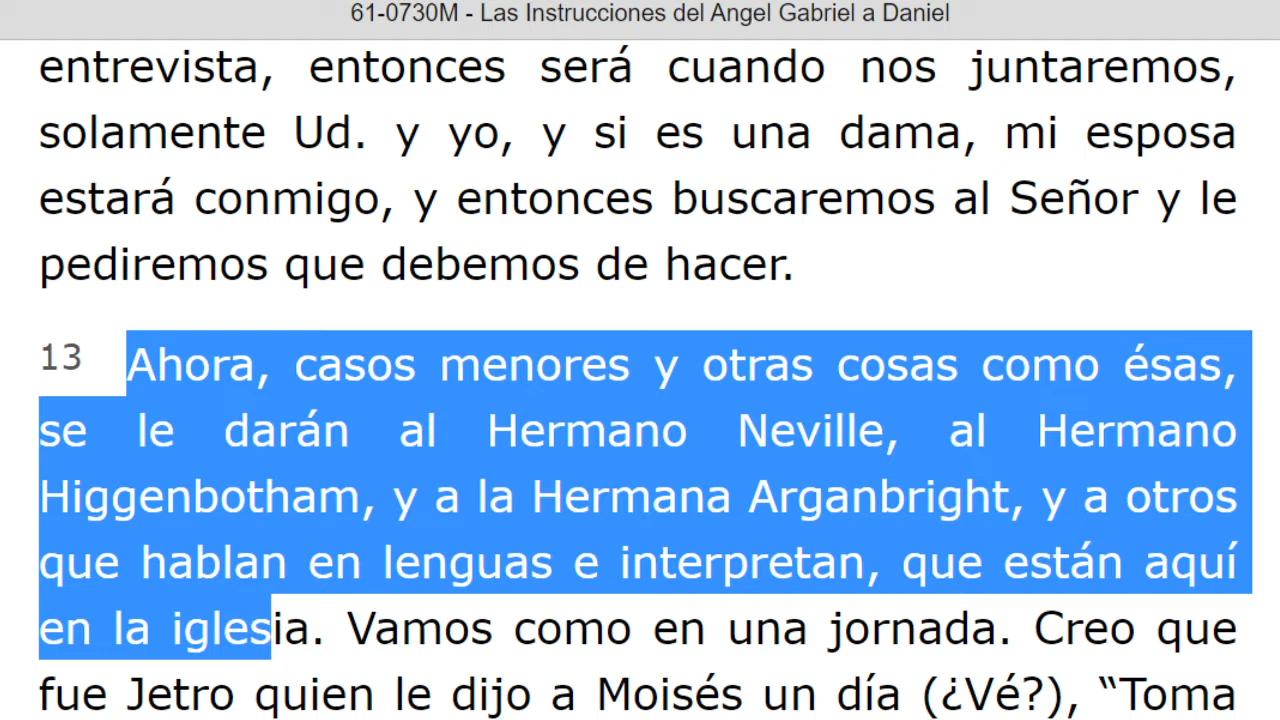 61-0730M - Las Instrucciones del Angel Gabriel a Daniel
entrevista, entonces será cuando nos juntaremos,
solamente Ud. y yo, y si es una dama, mi esposa
estará conmigo, y entonces buscaremos al Señor y le
pediremos que debemos de hacer.
13 Ahora, casos menores y otras cosas como ésas,
se le darán al Hermano Neville, al Hermano
Higgenbotham, y a la Hermana Arganbright, y a otros
que hablan en lenguas e interpretan, que están aquí
en la iglesia. Vamos como en una jornada. Creo que
fue Jetro quien le dijo a Moisés un día (¿Vé?), “Toma